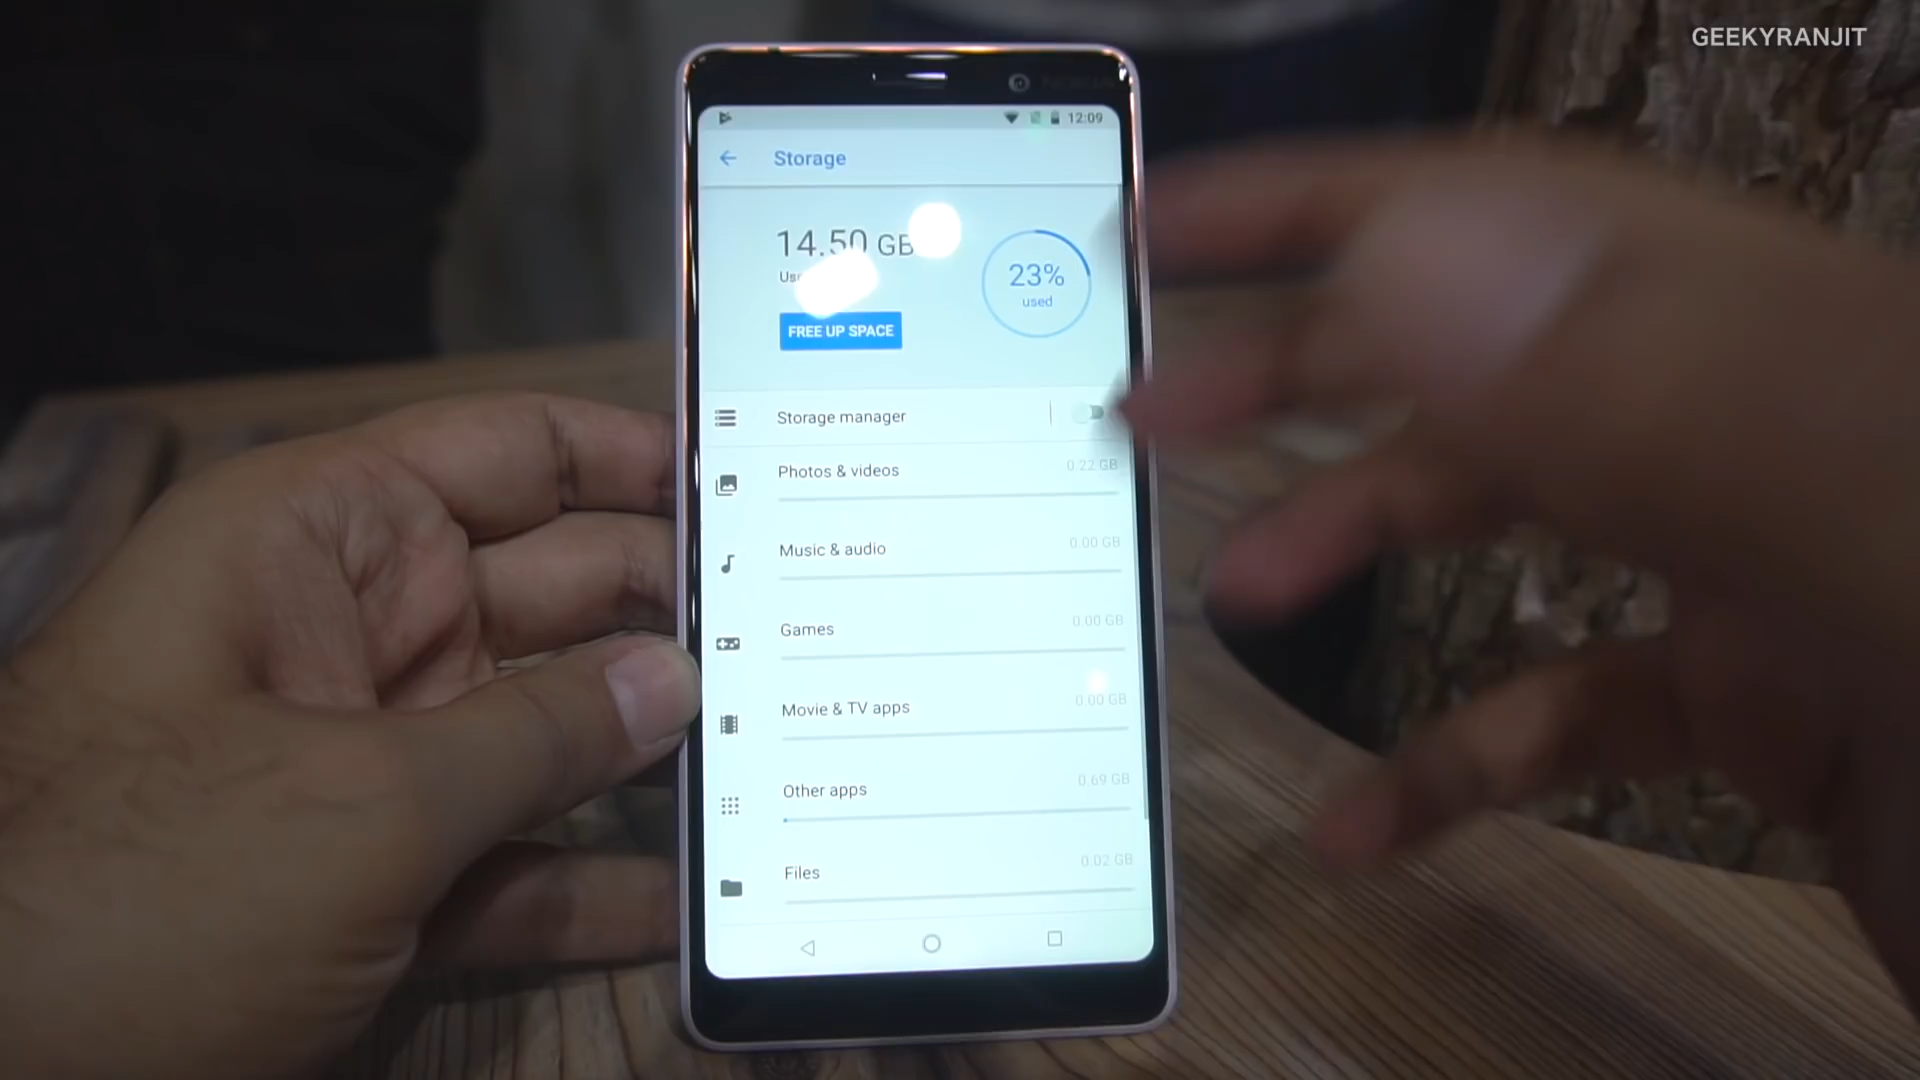 GEEKYRANJIT
NOKIA
12:09
Storage
14.50 GB
23%
used
FREE UP SPACE
Storage manager
Photos & videos
0.22 GB
Music & audio
0.00 GB
Games
0.00 GB
Movie & TV apps
0.00 GB
Other apps
0.69 GB
Files
0.02 GB